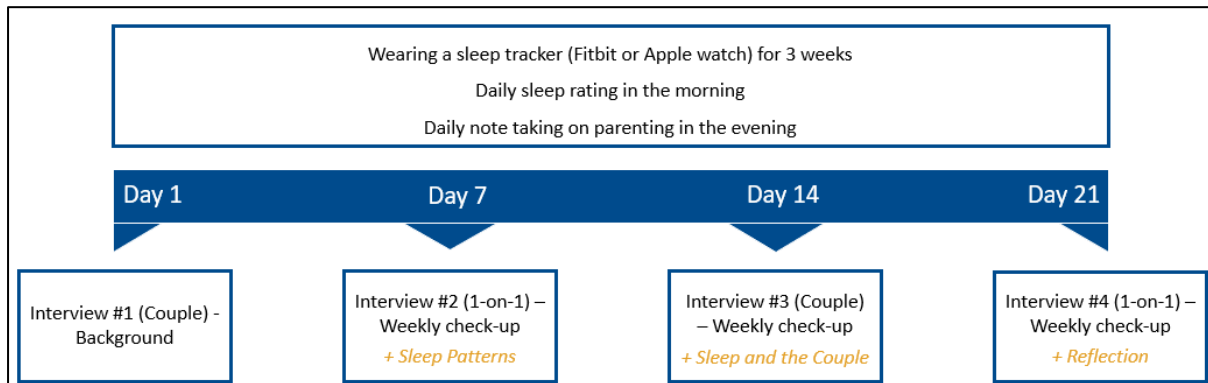 Wearing a sleep tracker (Fitbit or Apple watch) for 3 weeks
Daily sleep rating in the morning
Daily note taking on parenting in the evening
Day 1
Day 7
Day 14
Day 21
Interview #1 (Couple) -
Background
Interview #2 (1-on-1) –
Weekly check-up
+ Sleep Patterns
Interview #3 (Couple)
– Weekly check-up
+ Sleep and the Couple
Interview #4 (1-on-1) –
Weekly check-up
+ Reflection